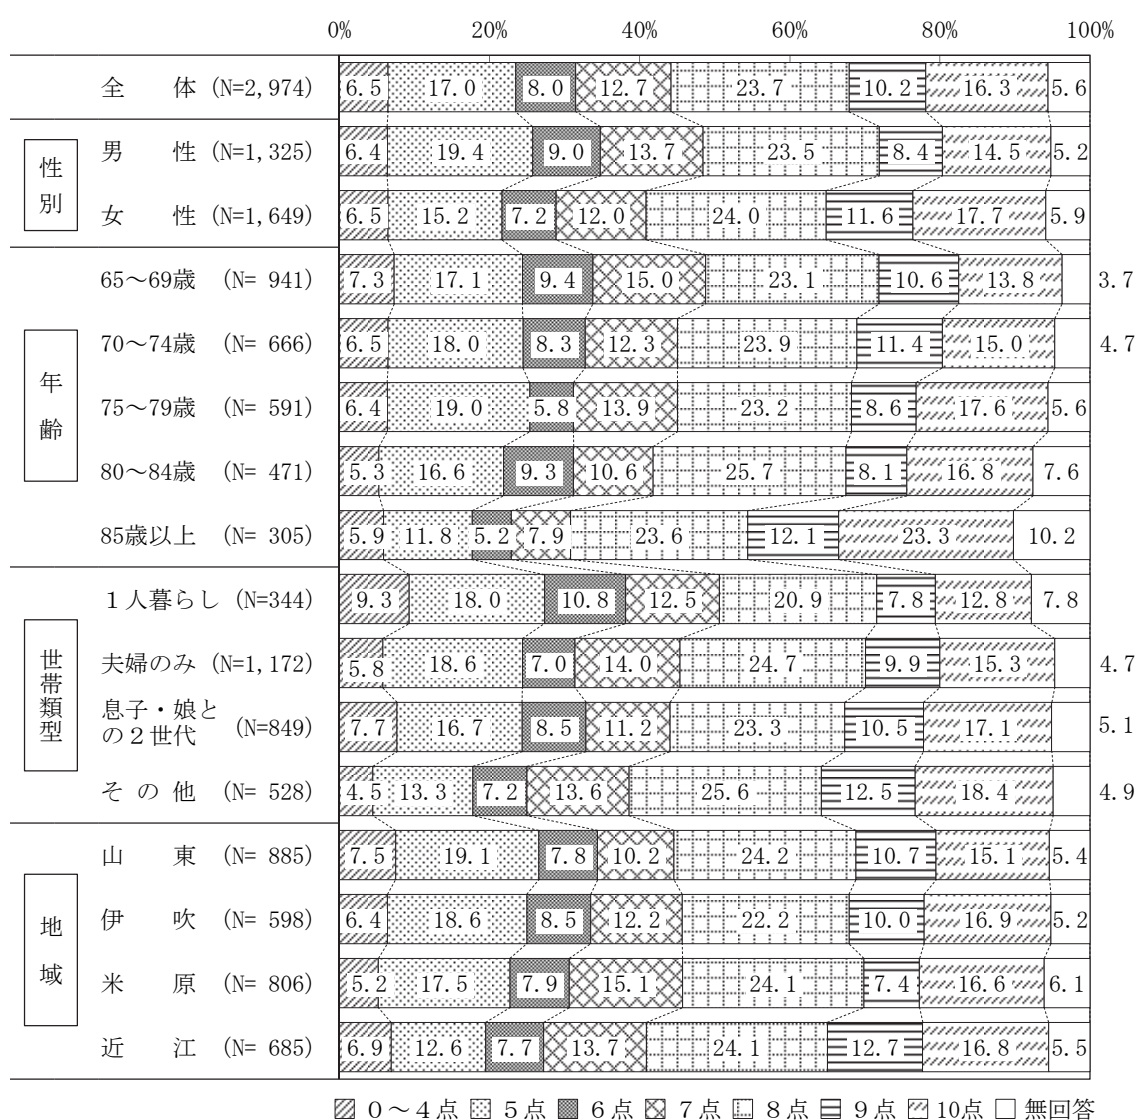 0% 20% 40% 60% 80% 100%
全 体 (N=2,974) 6.5 17.0 8.0 12.7 23.7 10.2 16.3 5.6
性別
男 性 (N=1,325) 6.4 19.4 9.0 13.7 23.5 8.4 14.5 5.2
女 性 (N=1,649) 6.5 15.2 7.2 12.0 24.0 11.6 17.7 5.9
年齢
65～69歳 (N= 941) 7.3 17.1 9.4 15.0 23.1 10.6 13.8 3.7
70～74歳 (N= 666) 6.5 18.0 8.3 12.3 23.9 11.4 15.0 4.7
75～79歳 (N= 591) 6.4 19.0 5.8 13.9 23.2 8.6 17.6 5.6
80～84歳 (N= 471) 5.3 16.6 9.3 10.6 25.7 8.1 16.8 7.6
85歳以上 (N= 305) 5.9 11.8 5.2 7.9 23.6 12.1 23.3 10.2
世帯類型
１人暮らし (N=344) 9.3 18.0 10.8 12.5 20.9 7.8 12.8 7.8
夫婦のみ (N=1,172) 5.8 18.6 7.0 14.0 24.7 9.9 15.3 4.7
息子・娘と
の２世代 (N=849) 7.7 16.7 8.5 11.2 23.3 10.5 17.1 5.1
そ の 他 (N= 528) 4.5 13.3 7.2 13.6 25.6 12.5 18.4 4.9
地域
山 東 (N= 885) 7.5 19.1 7.8 10.2 24.2 10.7 15.1 5.4
伊 吹 (N= 598) 6.4 18.6 8.5 12.2 22.2 10.0 16.9 5.2
米 原 (N= 806) 5.2 17.5 7.9 15.1 24.1 7.4 16.6 6.1
近 江 (N= 685) 6.9 12.6 7.7 13.7 24.1 12.7 16.8 5.5
０～４点 ５点 ６点 ７点 ８点 ９点 10点 無回答